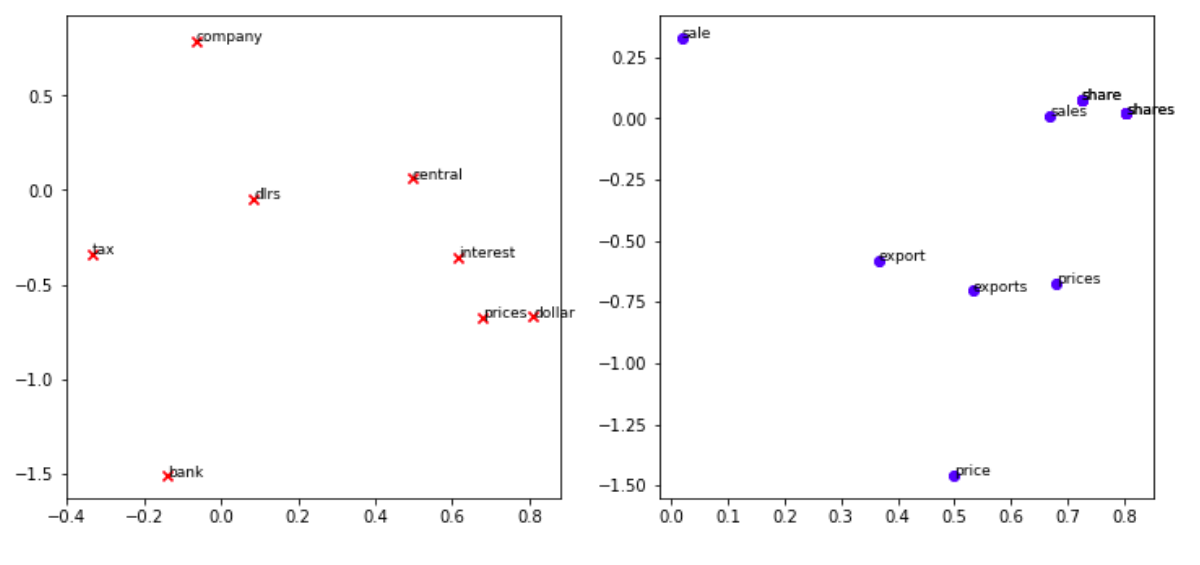 company
0.5
central
0.0
dlrs
tax
interest
−0.5
prices
dollar
−1.0
bank
−1.5
−0.4
−0.2
0.0
0.2
0.4
0.6
0.8
sale
0.25
share
shares
sales
0.00
−0.25
−0.50
export
prices
exports
−0.75
−1.00
−1.25
price
−1.50
0.0
0.1
0.2
0.3
0.4
0.5
0.6
0.7
0.8